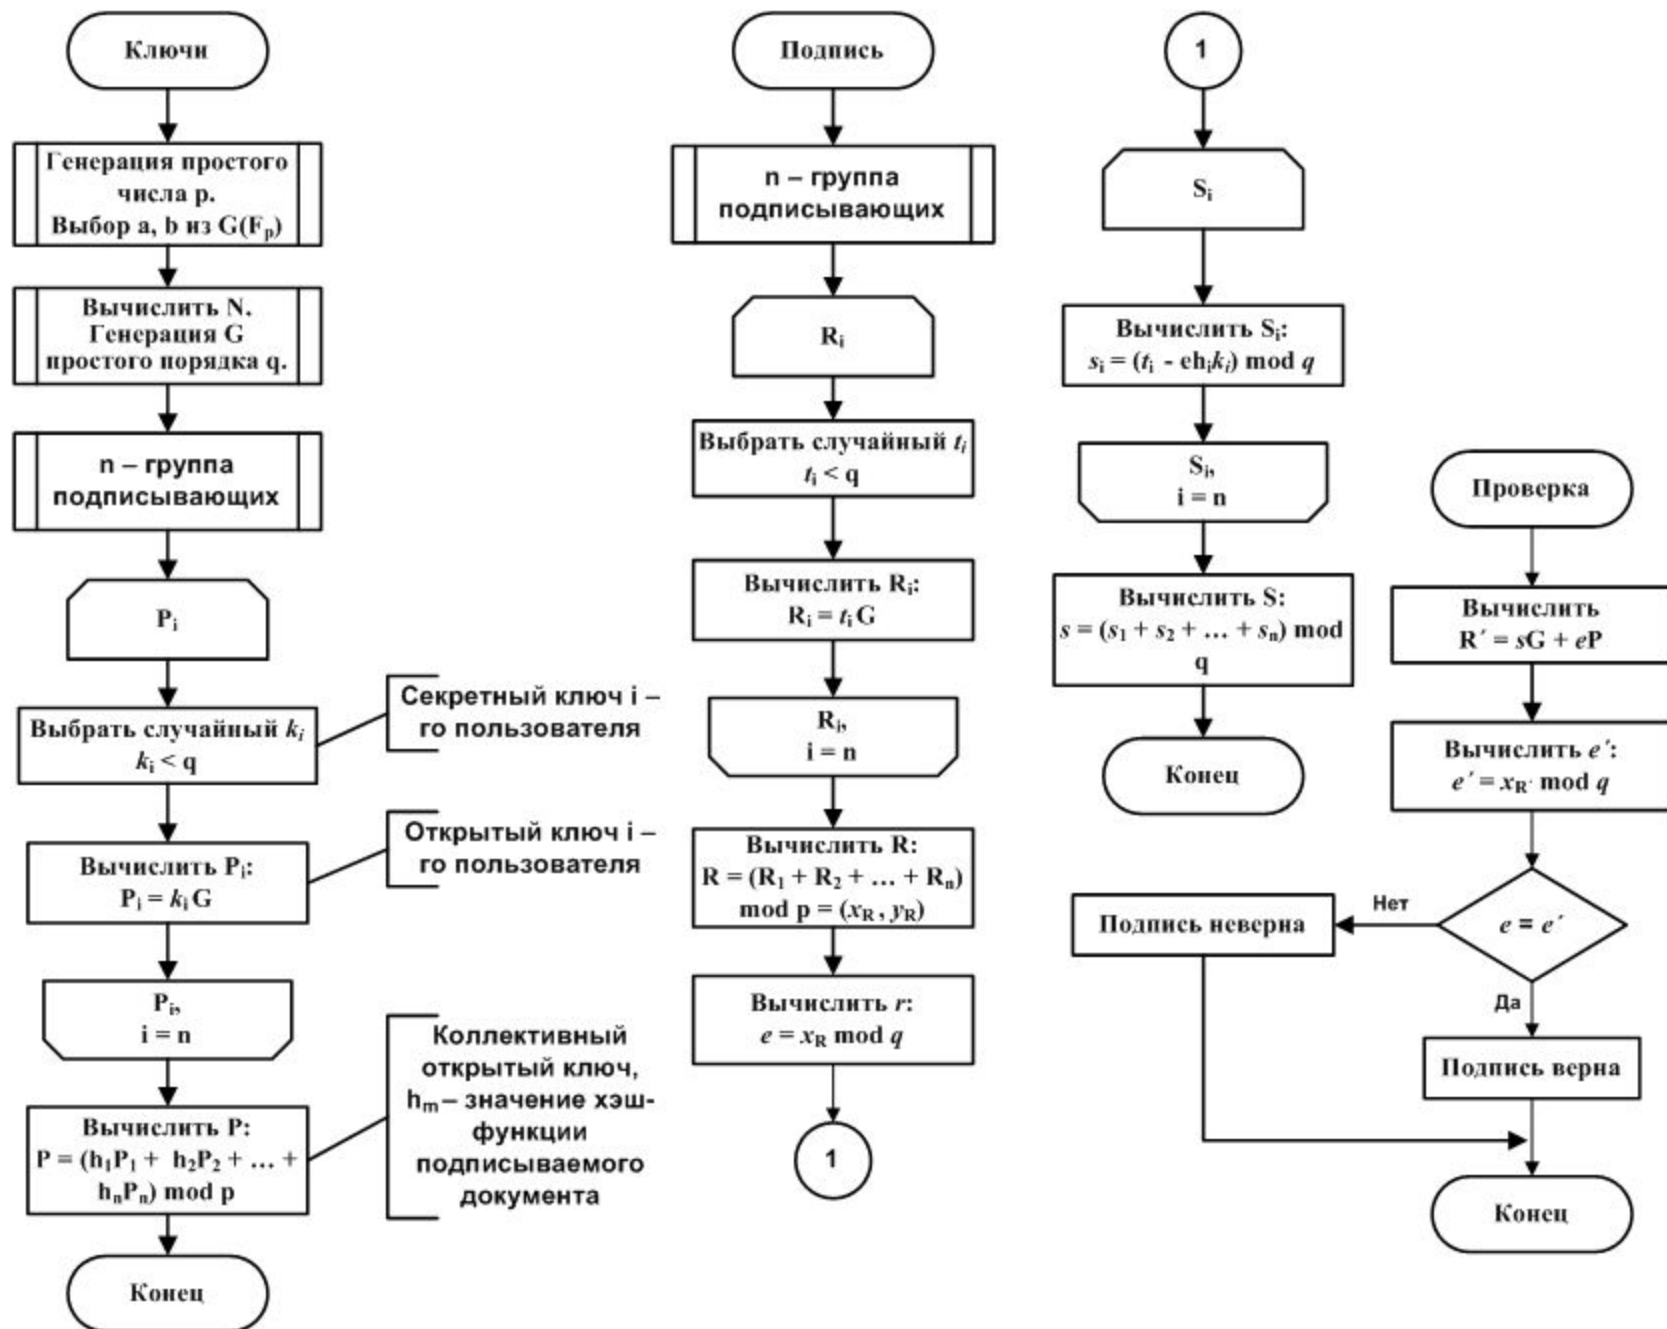 Ключи
Генерация простого
числа p.
Выбор a, b из G(Fₚ)
Вычислить N.
Генерация G
простого порядка q.
n – группа
подписывающих
Pᵢ
Выбрать случайный kᵢ
kᵢ < q
Секретный ключ i –
го пользователя
Вычислить Pᵢ:
Pᵢ = kᵢ G
Открытый ключ i –
го пользователя
Pᵢ,
i = n
Вычислить P:
P = (h₁P₁ + h₂P₂ + … +
hₙPₙ) mod p
Коллективный
открытый ключ,
hₘ – значение хэш-
функции
подписываемого
документа
Конец
Подпись
n – группа
подписывающих
Rᵢ
Выбрать случайный tᵢ
tᵢ < q
Вычислить Rᵢ:
Rᵢ = tᵢ G
Rᵢ,
i = n
Вычислить R:
R = (R₁ + R₂ + … + Rₙ)
mod p = (x_R , y_R)
Вычислить r:
e = x_R mod q
1
1
Sᵢ
Вычислить Sᵢ:
sᵢ = (tᵢ - ehᵢkᵢ) mod q
Sᵢ,
i = n
Вычислить S:
s = (s₁ + s₂ + … + sₙ) mod
q
Конец
Проверка
Вычислить
R´ = sG + eP
Вычислить e´:
e´ = x_R´ mod q
e = e´
Нет
Подпись неверна
Да
Подпись верна
Конец